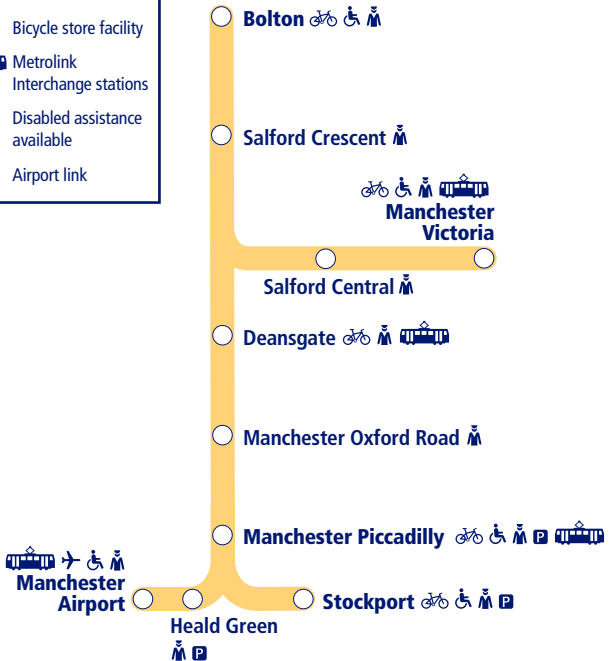 Bicycle store facility
Metrolink
Interchange stations
Disabled assistance
available
Airport link
Bolton
Salford Crescent
Manchester
Victoria
Salford Central
Deansgate
Manchester Oxford Road
Manchester Piccadilly
P
Manchester
Airport
Stockport
P
Heald Green
P